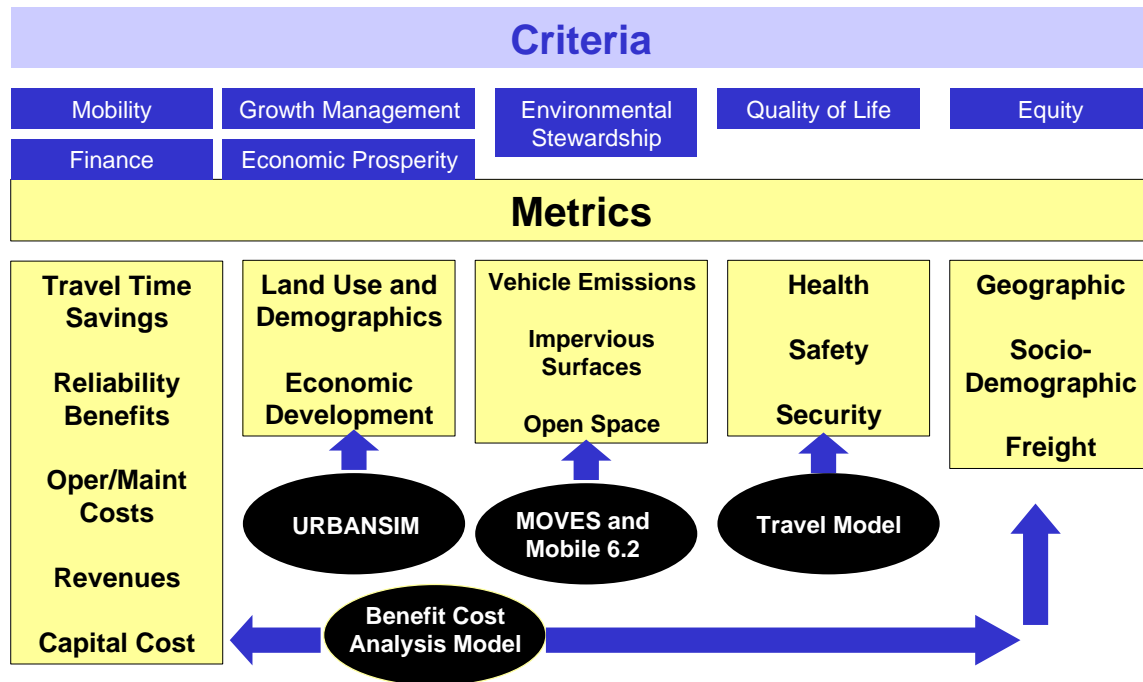 Criteria
Mobility
Growth Management
Environmental
Stewardship
Quality of Life
Equity
Finance
Economic Prosperity
Metrics
Travel Time
Savings
Reliability
Benefits
Oper/Maint
Costs
Revenues
Capital Cost
Land Use and
Demographics
Economic
Development
Vehicle Emissions
Impervious
Surfaces
Open Space
Health
Safety
Security
Geographic
Socio-
Demographic
Freight
URBANSIM
MOVES and
Mobile 6.2
Travel Model
Benefit Cost
Analysis Model